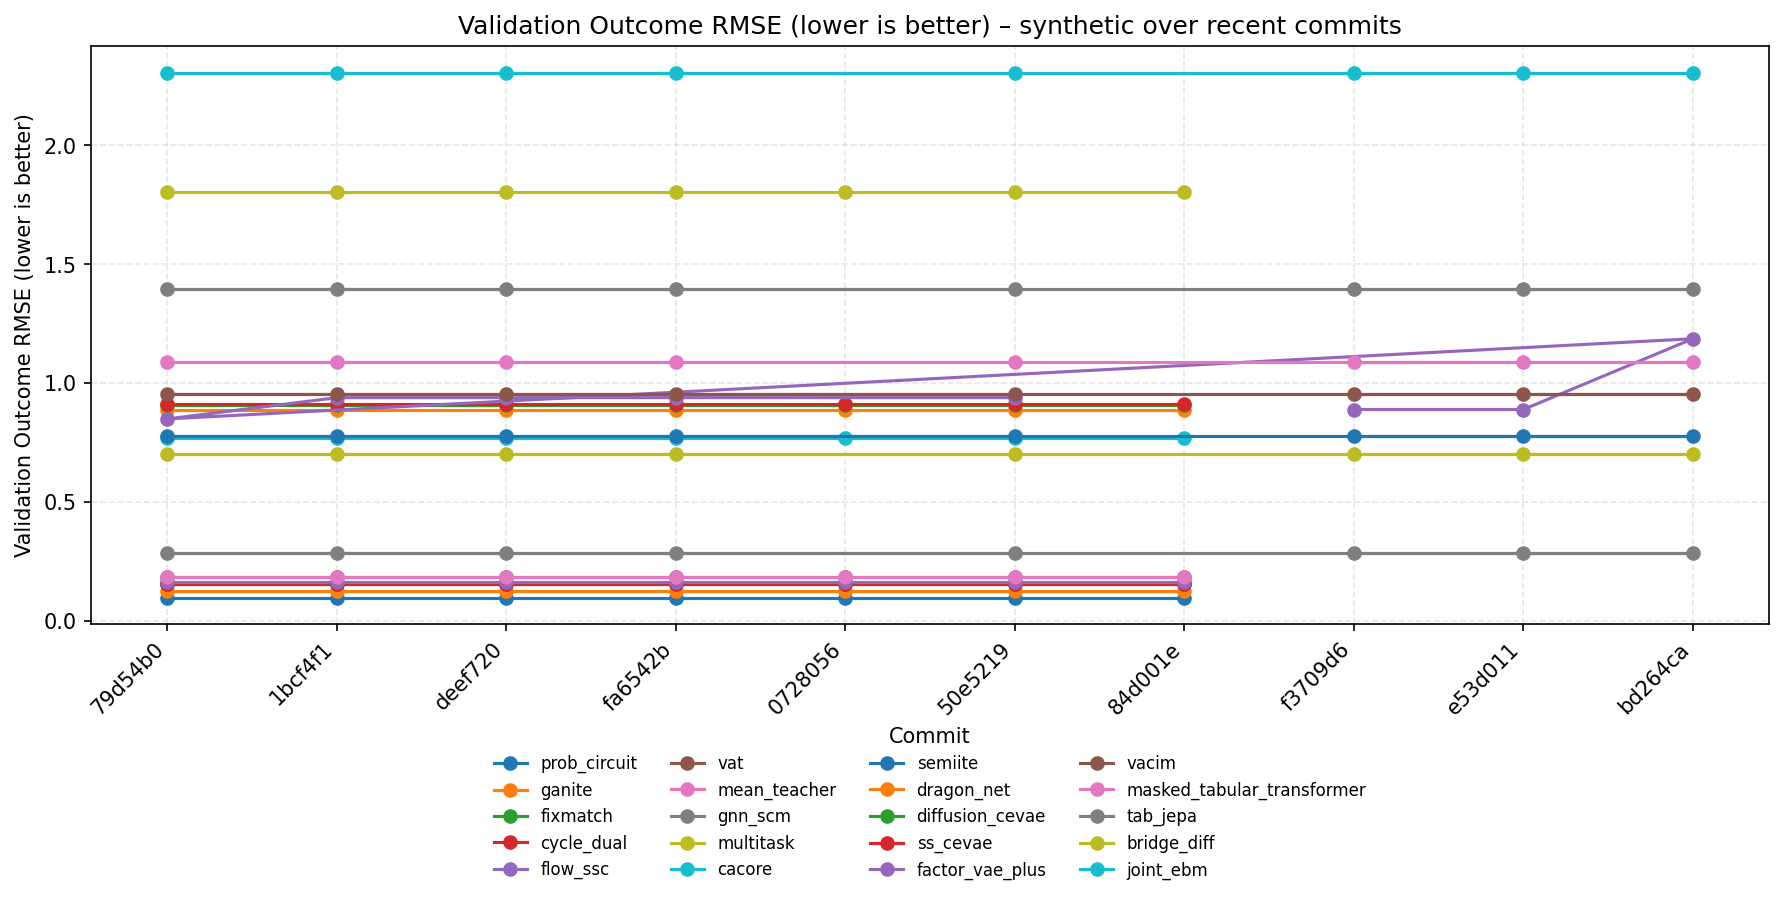 Validation Outcome RMSE (lower is better) – synthetic over recent commits
Validation Outcome RMSE (lower is better)
2.0
1.5
1.0
0.5
0.0
79d54b0
1bcf4f1
deef720
fa6542b
0728056
50e5219
84d001e
f3709d6
e53d011
bd264ca
Commit
prob_circuit
ganite
fixmatch
cycle_dual
flow_ssc
vat
mean_teacher
gnn_scm
multitask
cacore
semiite
dragon_net
diffusion_cevae
ss_cevae
factor_vae_plus
vacim
masked_tabular_transformer
tab_jepa
bridge_diff
joint_ebm